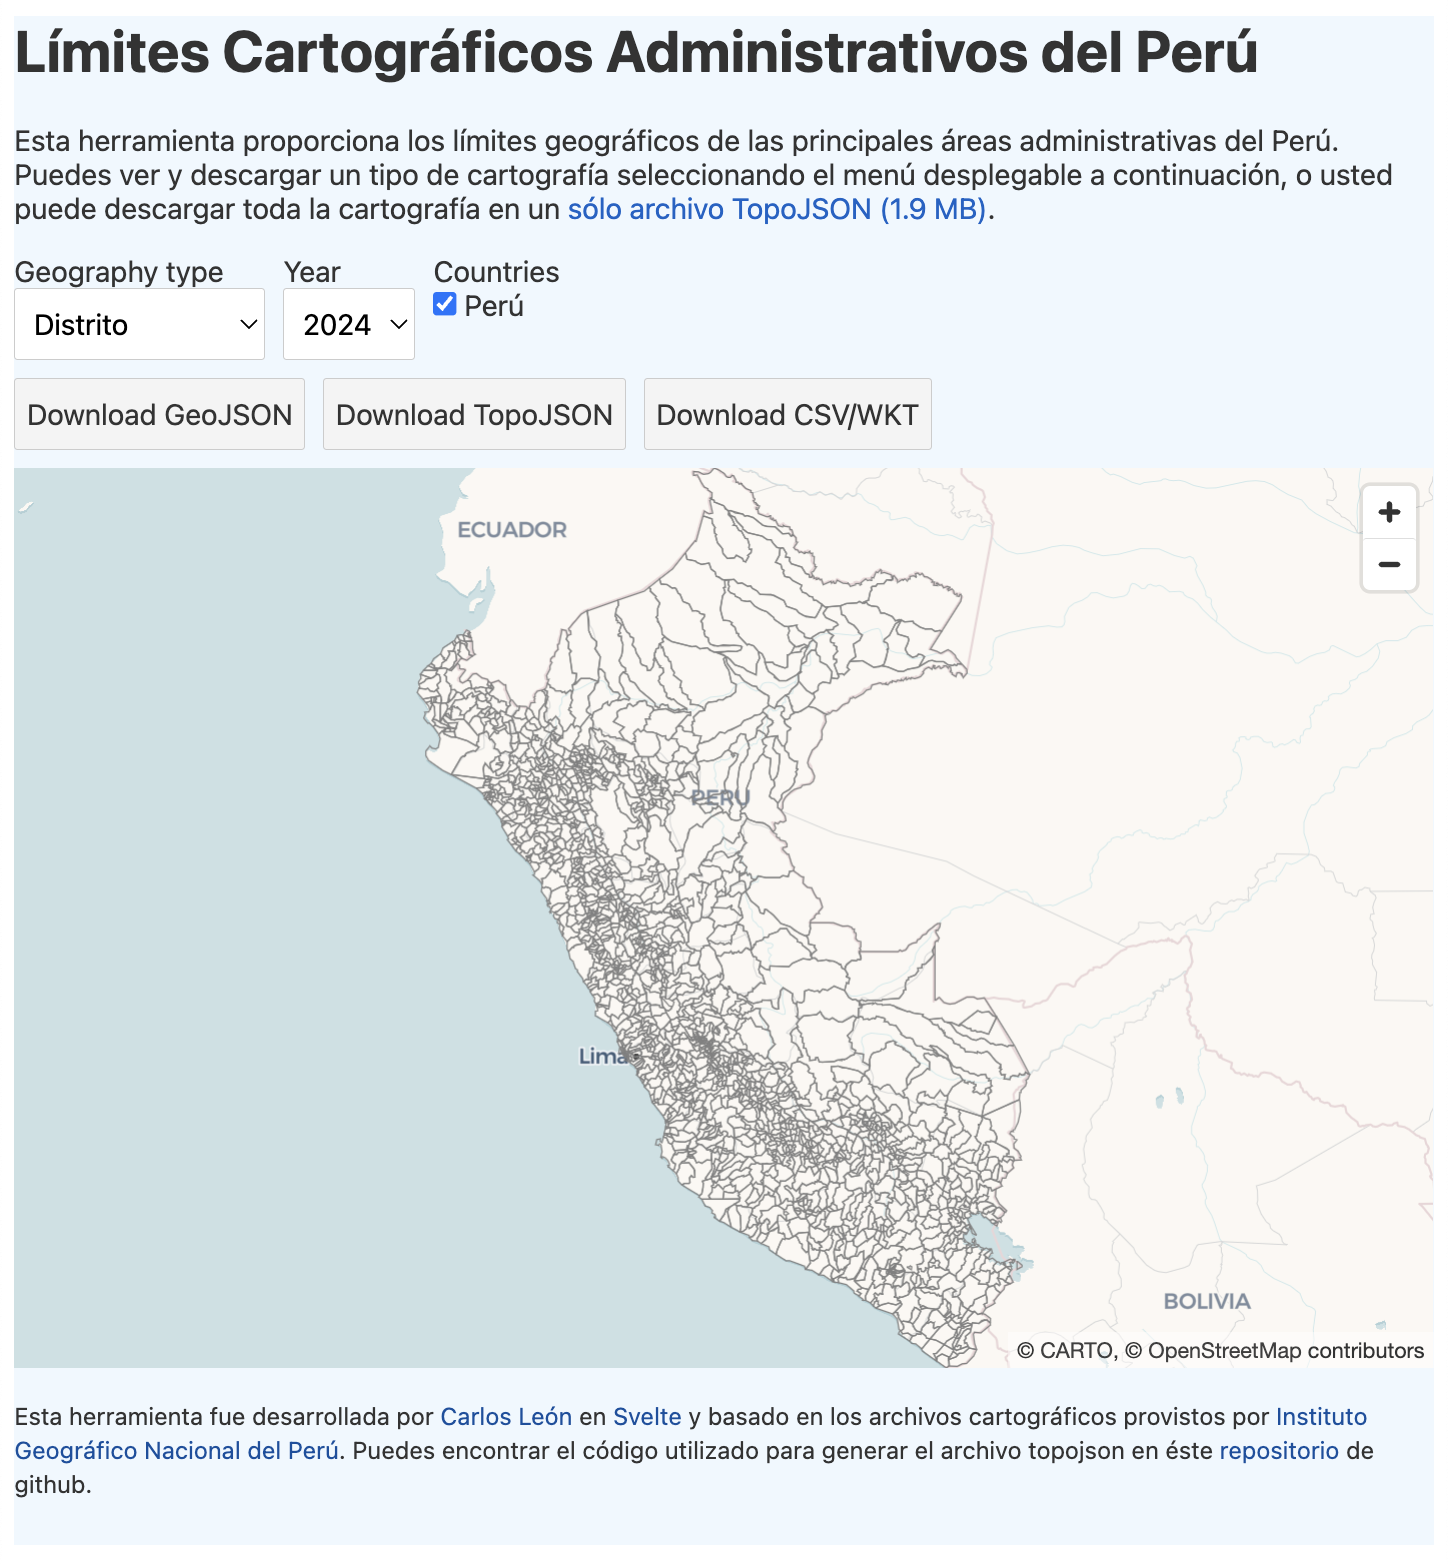 Límites Cartográficos Administrativos del Perú
Esta herramienta proporciona los límites geográficos de las principales áreas administrativas del Perú.
Puedes ver y descargar un tipo de cartografía seleccionando el menú desplegable a continuación, o usted
puede descargar toda la cartografía en un sólo archivo TopoJSON (1.9 MB).
Geography type Year Countries
Distrito 2024 Perú
Download GeoJSON Download TopoJSON Download CSV/WKT
+
−
ECUADOR
PERU
Lima
BOLIVIA
© CARTO, © OpenStreetMap contributors
Esta herramienta fue desarrollada por Carlos León en Svelte y basado en los archivos cartográficos provistos por Instituto
Geográfico Nacional del Perú. Puedes encontrar el código utilizado para generar el archivo topojson en éste repositorio de
github.